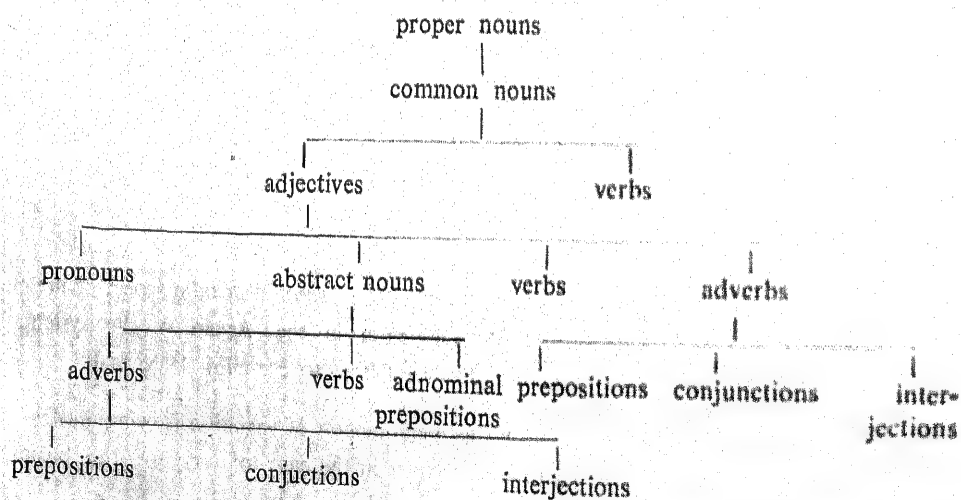 proper nouns
common nouns
adjectives verbs
pronouns abstract nouns verbs adverbs
adverbs verbs adnominal prepositions conjunctions inter-
prepositions jections
prepositions conjuctions interjections